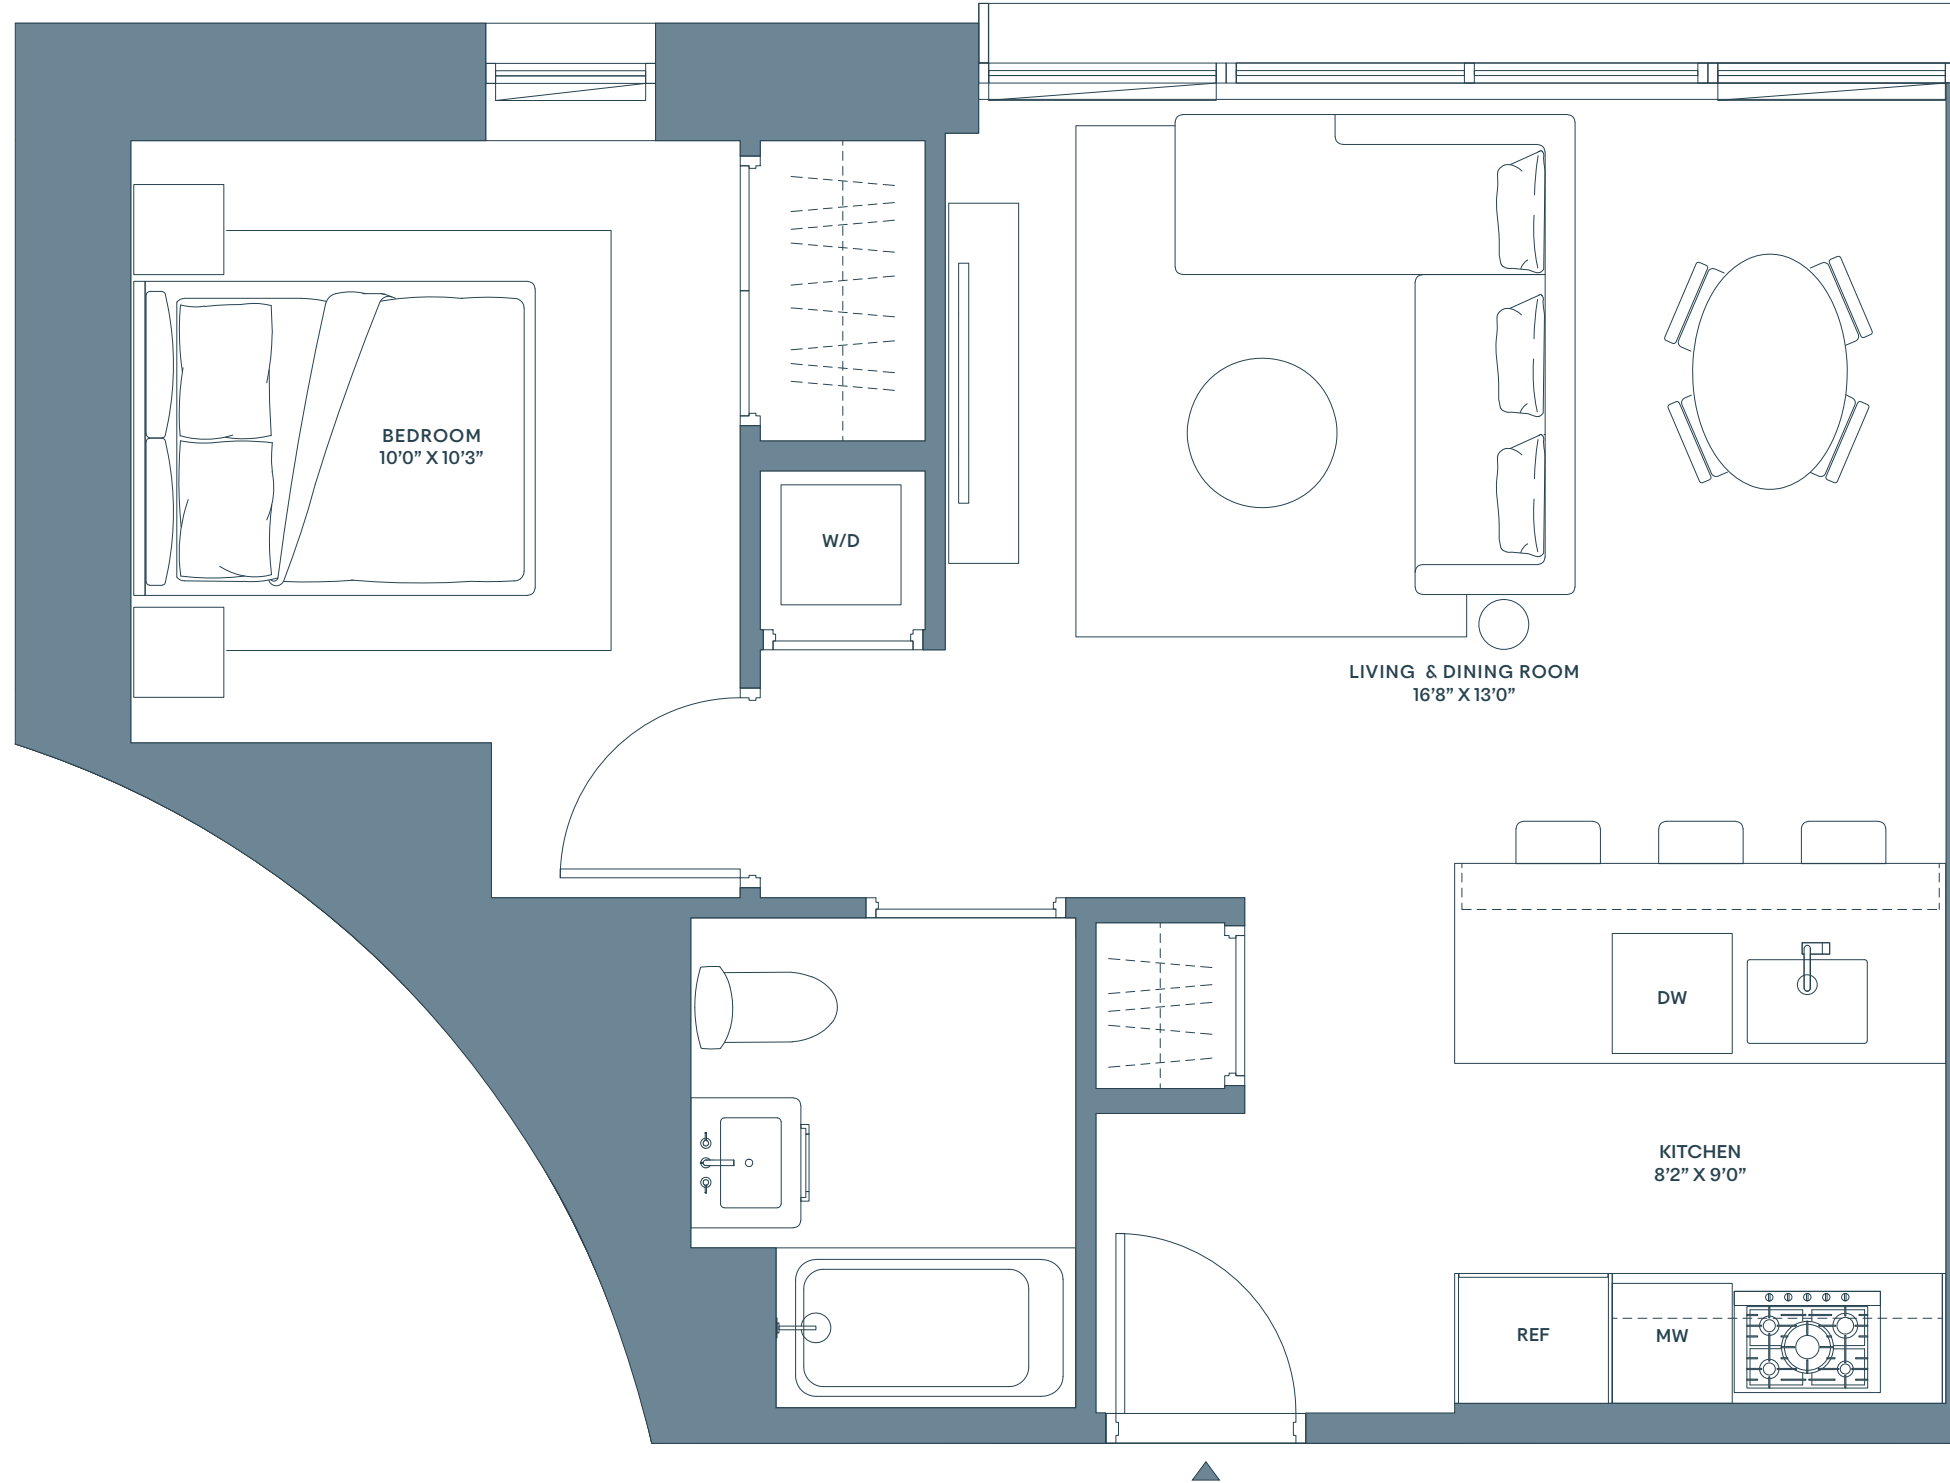 BEDROOM
10’0” X 10’3”
W/D
LIVING & DINING ROOM
16’8” X 13’0”
DW
KITCHEN
8’2” X 9’0”
REF
MW